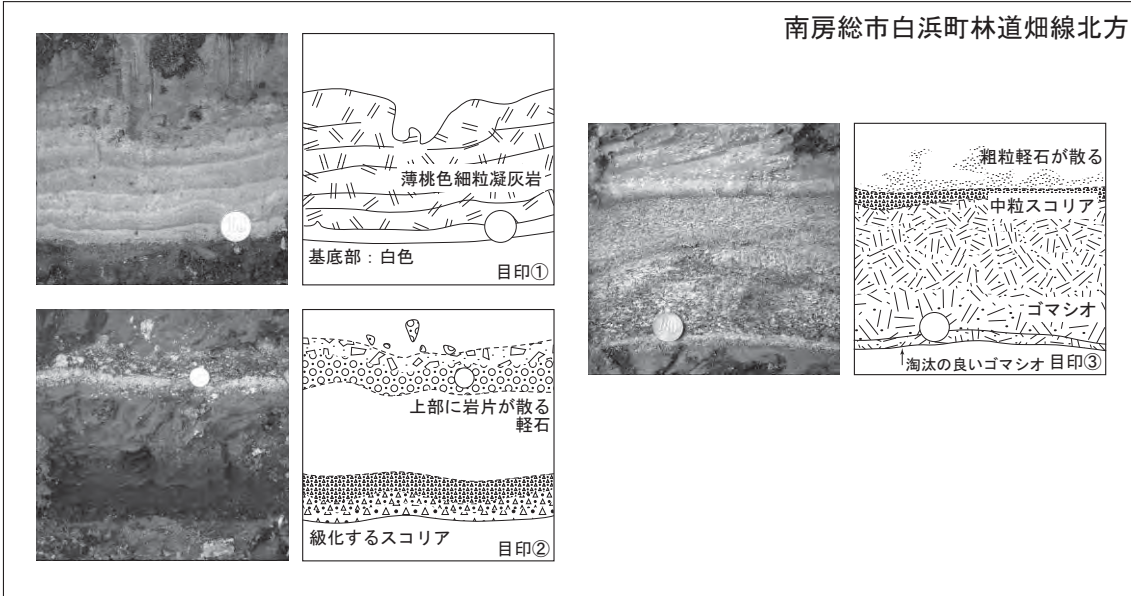 南房総市白浜町林道畑線北方
薄桃色細粒凝灰岩
基底部：白色
目印①
上部に岩片が散る
軽石
級化するスコリア
目印②
粗粒軽石が散る
中粒スコリア
ゴマシオ
淘汰の良いゴマシオ
目印③